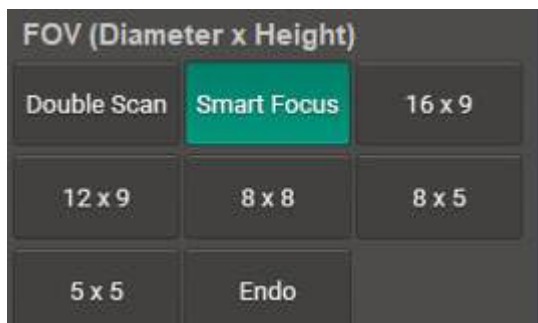 FOV (Diameter x Height)
Double Scan
Smart Focus
16 x 9
12 x 9
8 x 8
8 x 5
5 x 5
Endo